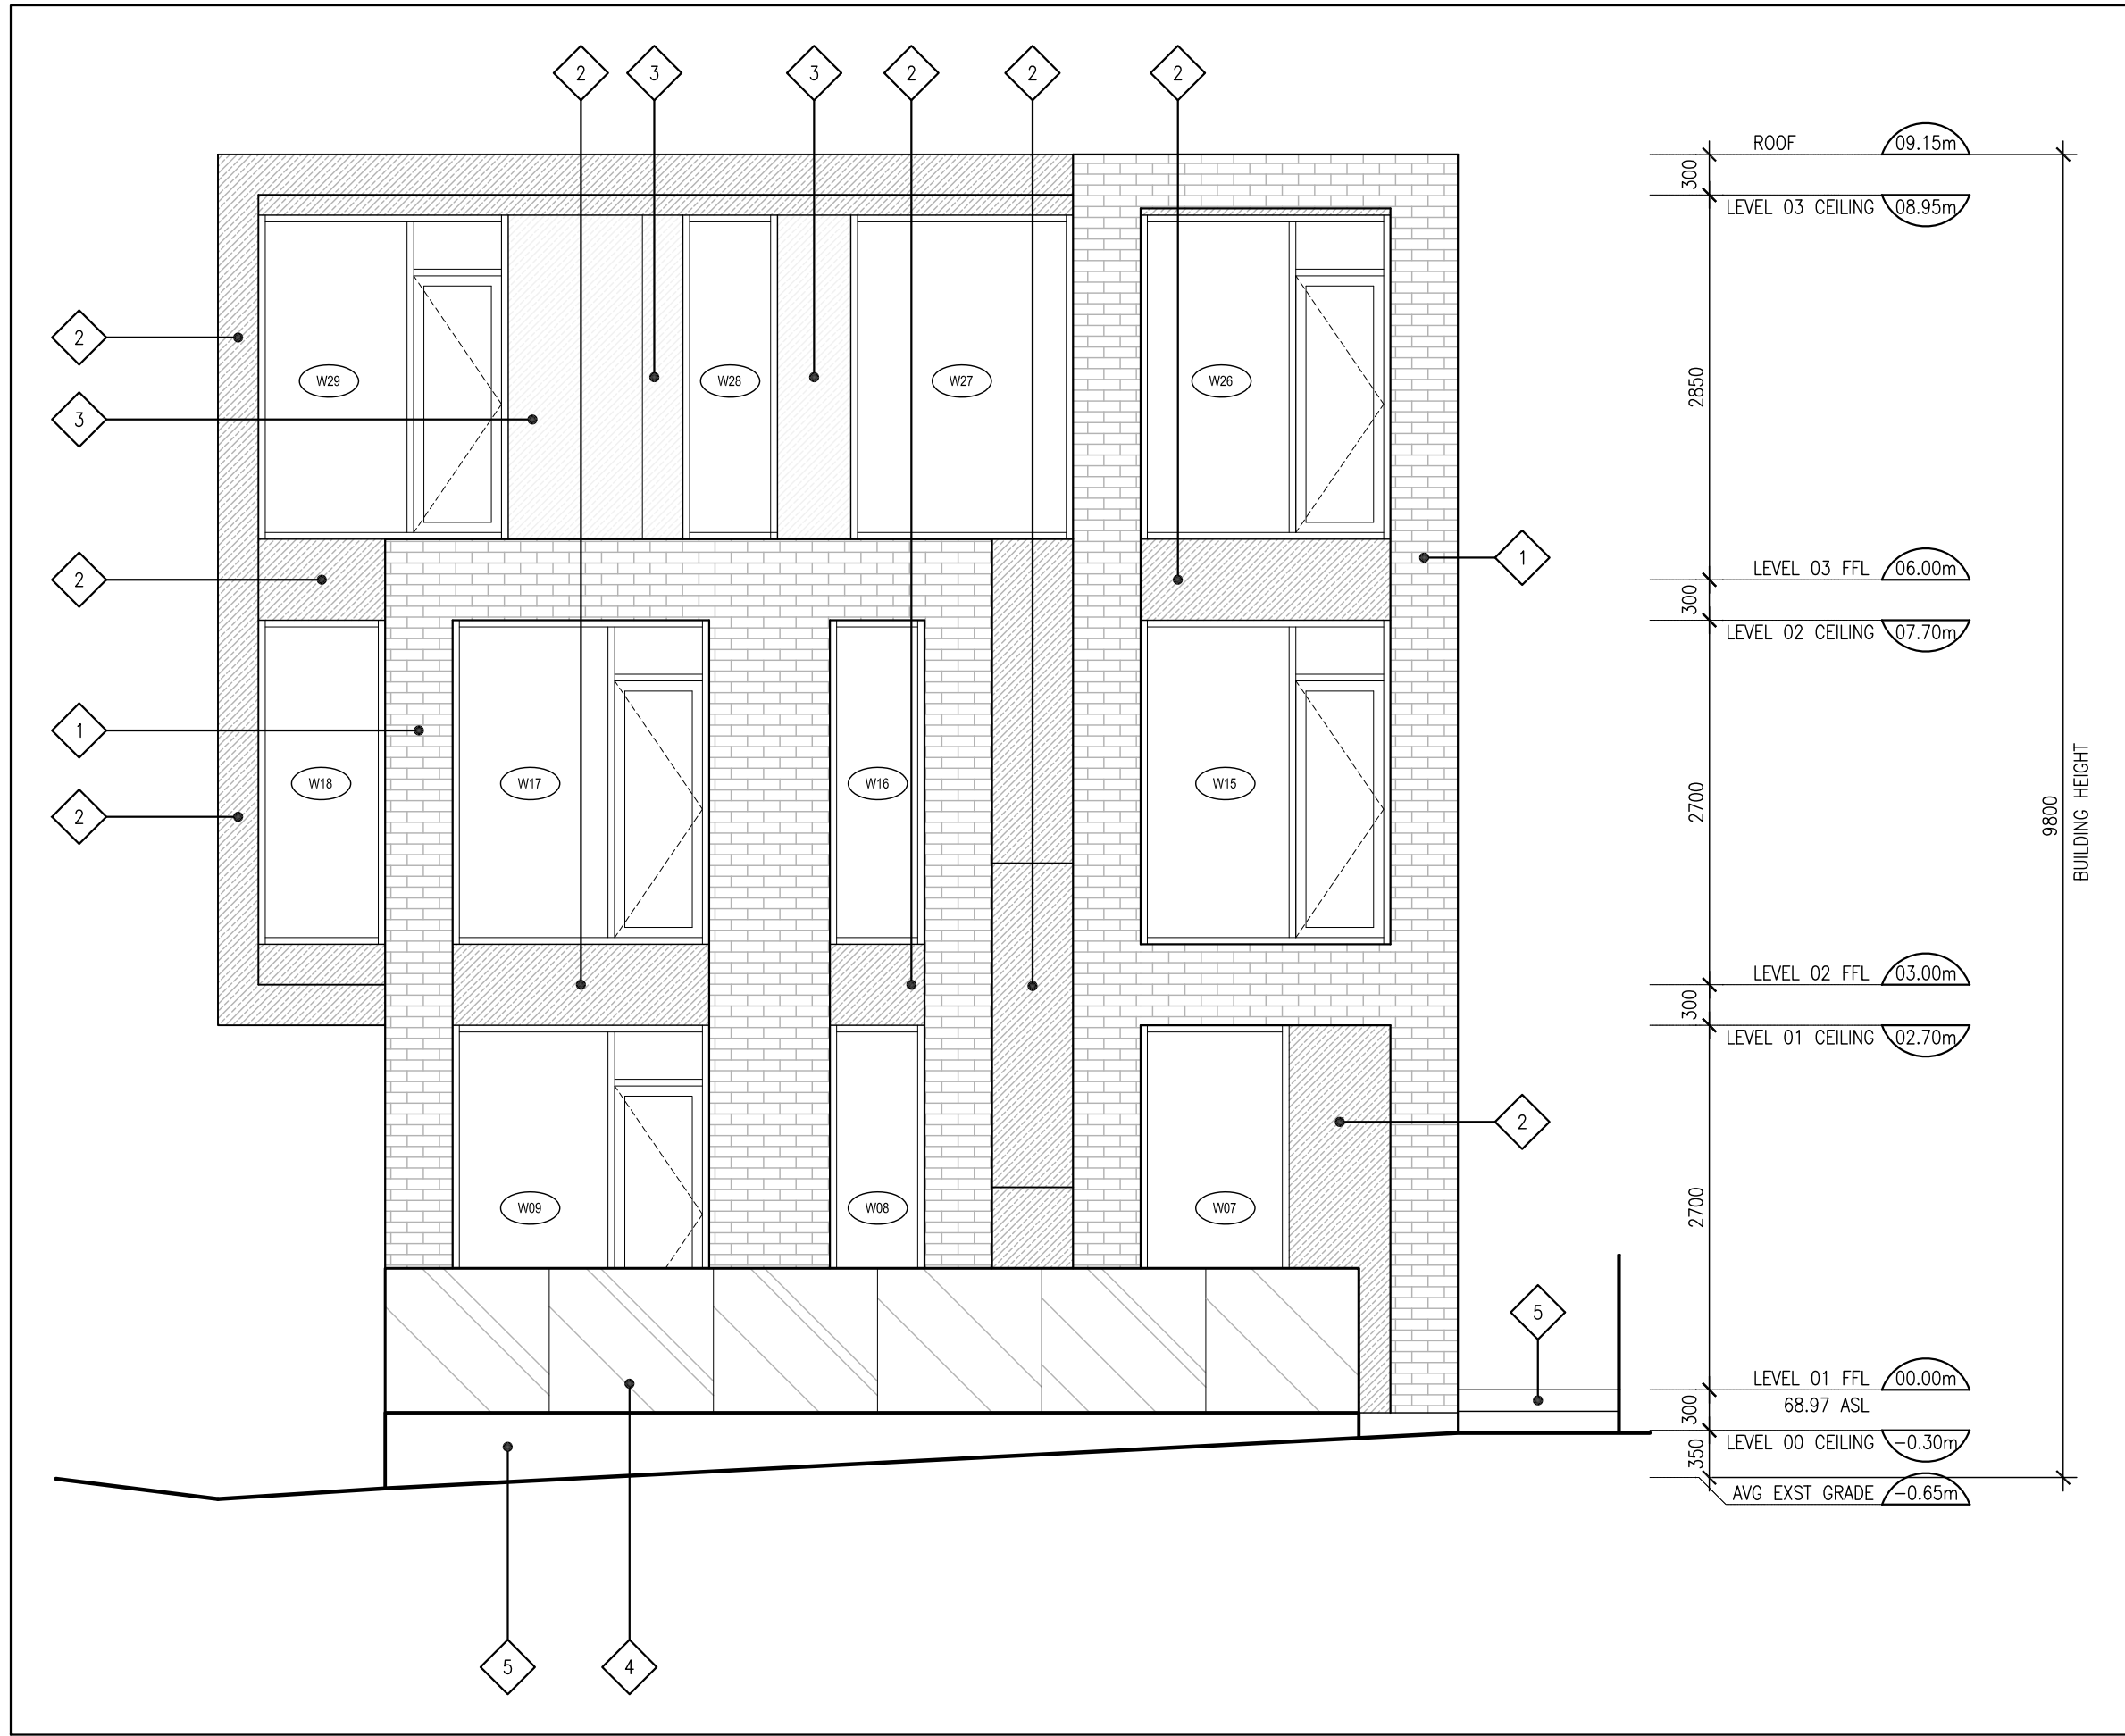 2 3 3 2 2 2
ROOF 09.15m
300
LEVEL 03 CEILING 08.95m
2
W29 W28 W27 W26
2850
3
1
LEVEL 03 FFL 06.00m
2
300
LEVEL 02 CEILING 07.70m
1
W18 W17 W16 W15
2700
2
9800
BUILDING HEIGHT
LEVEL 02 FFL 03.00m
300
LEVEL 01 CEILING 02.70m
2
W09 W08 W07
2700
5
LEVEL 01 FFL 00.00m
68.97 ASL
300
LEVEL 00 CEILING -0.30m
350
AVG EXST GRADE -0.65m
5 4